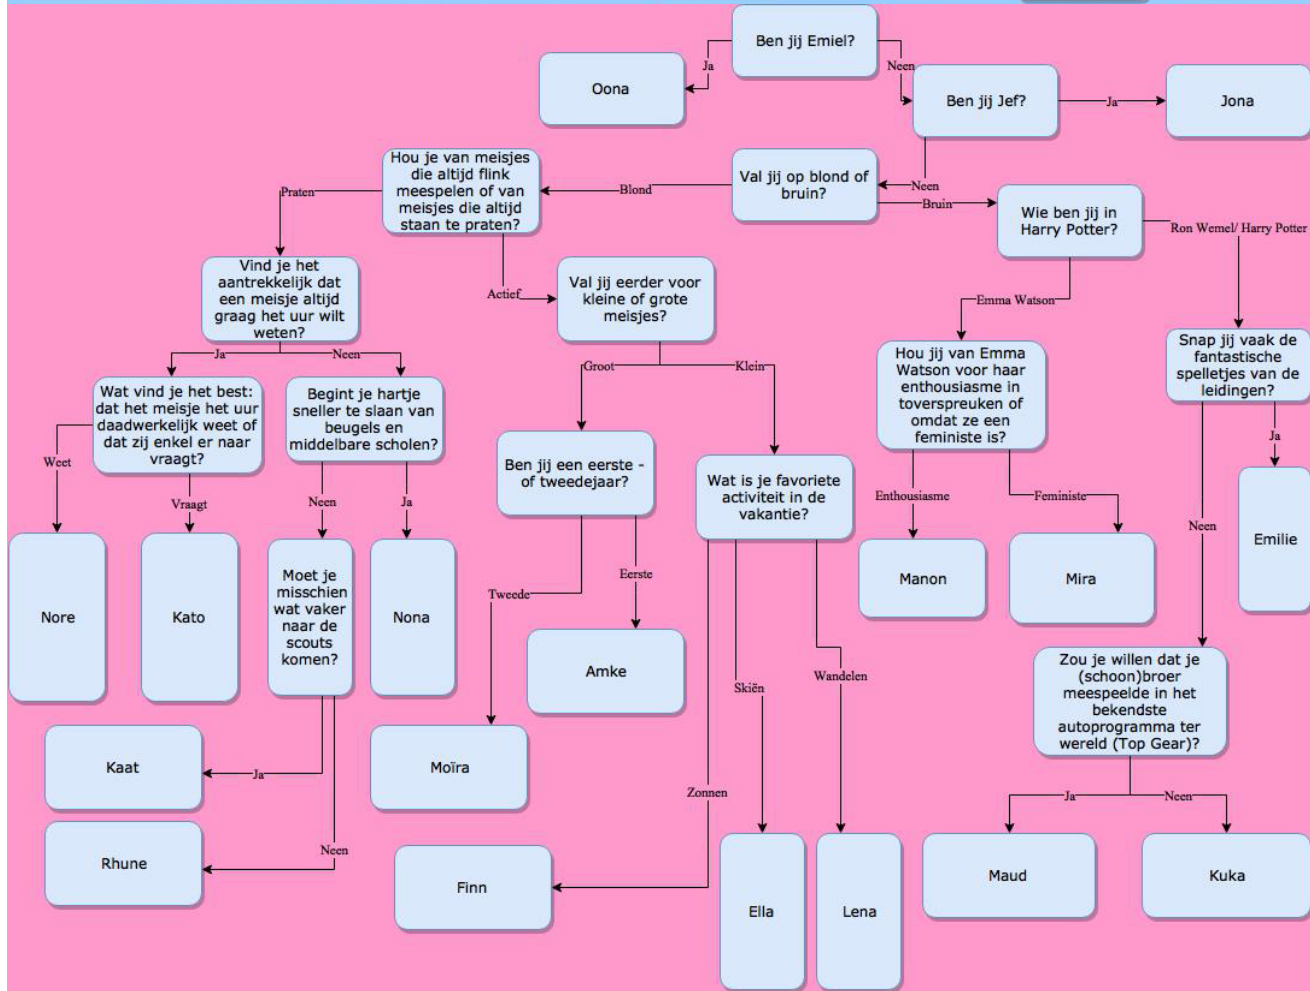 Ben jij Emiel?
Ja
Neen
Oona
Ben jij Jef?
Ja
Jona
Neen
Hou je van meisjes
die altijd flink
meespelen of van
meisjes die altijd
staan te praten?
Val jij op blond of
bruin?
Blond
Bruin
Praten
Wie ben jij in
Harry Potter?
Ron Wemel/ Harry Potter
Vind je het
aantrekkelijk dat
een meisje altijd
graag het uur wilt
weten?
Actief
Val jij eerder voor
kleine of grote
meisjes?
Emma Watson
Ja
Neen
Groot
Klein
Hou jij van Emma
Watson voor haar
enthousiasme in
toverspreuken of
omdat ze een
feministe is?
Snap jij vaak de
fantastische
spelletjes van de
leidingen?
Wat vind je het best:
dat het meisje het uur
daadwerkelijk weet of
dat zij enkel er naar
vraagt?
Begint je hartje
sneller te slaan van
beugels en
middelbare scholen?
Ben jij een eerste -
of tweedejaar?
Wat is je favoriete
activiteit in de
vakantie?
Weet
Vraagt
Neen
Ja
Enthousiasme
Feministe
Neen
Ja
Nore
Kato
Moet je
misschien
wat vaker
naar de
scouts
komen?
Nona
Tweede
Eerste
Manon
Mira
Emilie
Amke
Skiën
Wandelen
Zou je willen dat je
(schoon)broer
meespeelde in het
bekendste
autoprogramma ter
wereld (Top Gear)?
Kaat
Ja
Moïra
Zonnen
Ja
Neen
Rhune
Neen
Finn
Ella
Lena
Maud
Kuka